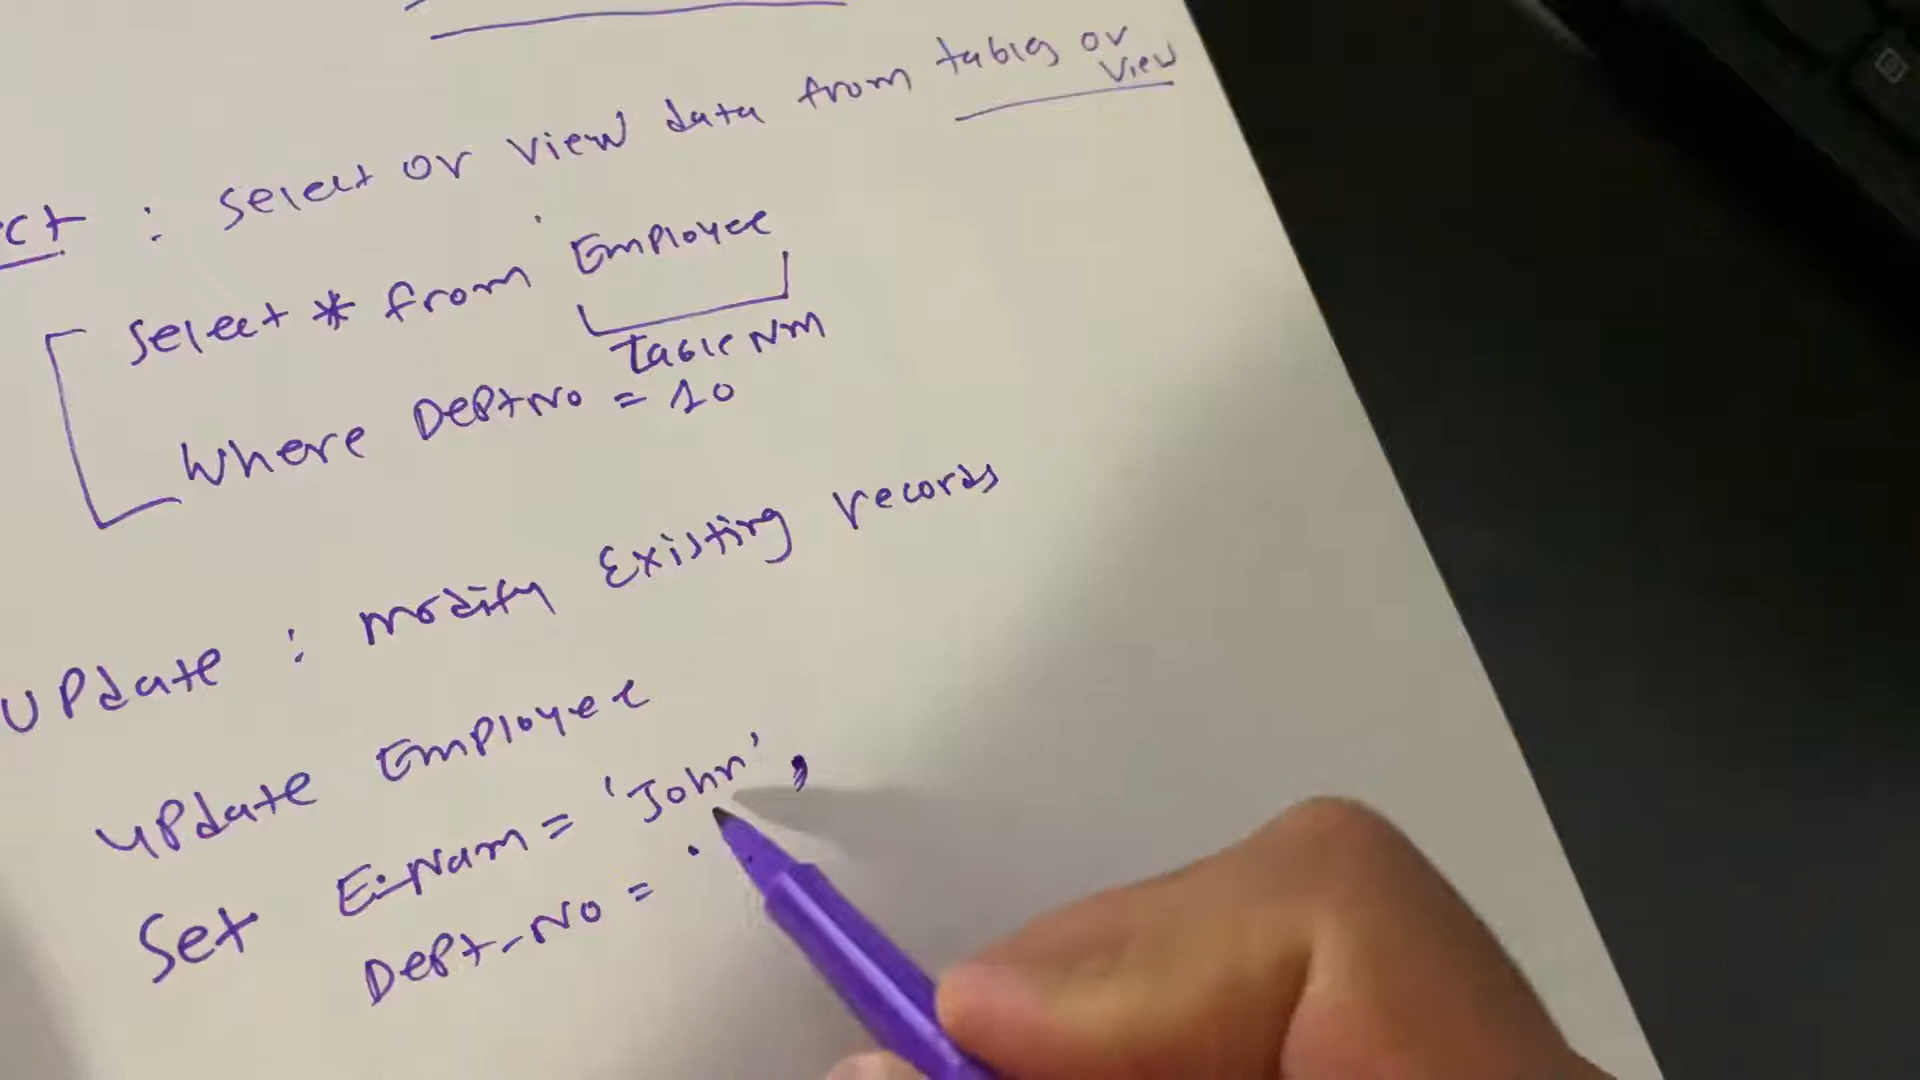 ct : select or view data from tables or view
Select * from Employee
Table Nm
Where DeptNo = 10
Update : modify Existing records
Update Employee
Set E-Nam = 'John',
Dept-No = '